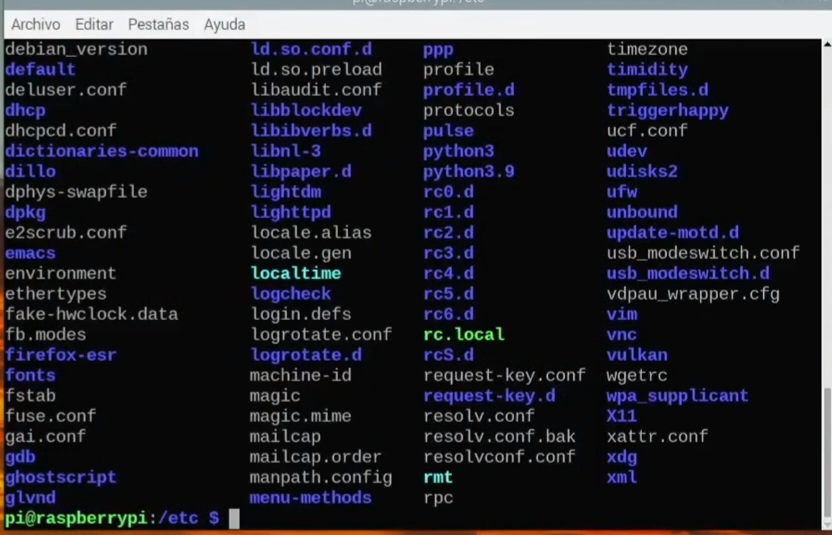 pi@raspberrypi: /etc
Archivo Editar Pestañas Ayuda
debian_version ld.so.conf.d ppp timezone
default ld.so.preload profile timidity
deluser.conf libaudit.conf profile.d tmpfiles.d
dhcp libblockdev protocols triggerhappy
dhcpcd.conf libibverbs.d pulse ucf.conf
dictionaries-common libnl-3 python3 udev
dillo libpaper.d python3.9 udisks2
dphys-swapfile lightdm rc0.d ufw
dpkg lighttpd rc1.d unbound
e2scrub.conf locale.alias rc2.d update-motd.d
emacs locale.gen rc3.d usb_modeswitch.conf
environment localtime rc4.d usb_modeswitch.d
ethertypes logcheck rc5.d vdpau_wrapper.cfg
fake-hwclock.data login.defs rc6.d vim
fb.modes logrotate.conf rc.local vnc
firefox-esr logrotate.d rcS.d vulkan
fonts machine-id request-key.conf wgetrc
fstab magic request-key.d wpa_supplicant
fuse.conf magic.mime resolv.conf X11
gai.conf mailcap resolv.conf.bak xattr.conf
gdb mailcap.order resolvconf.conf xdg
ghostscript manpath.config rmt xml
glvnd menu-methods rpc
pi@raspberrypi:/etc $